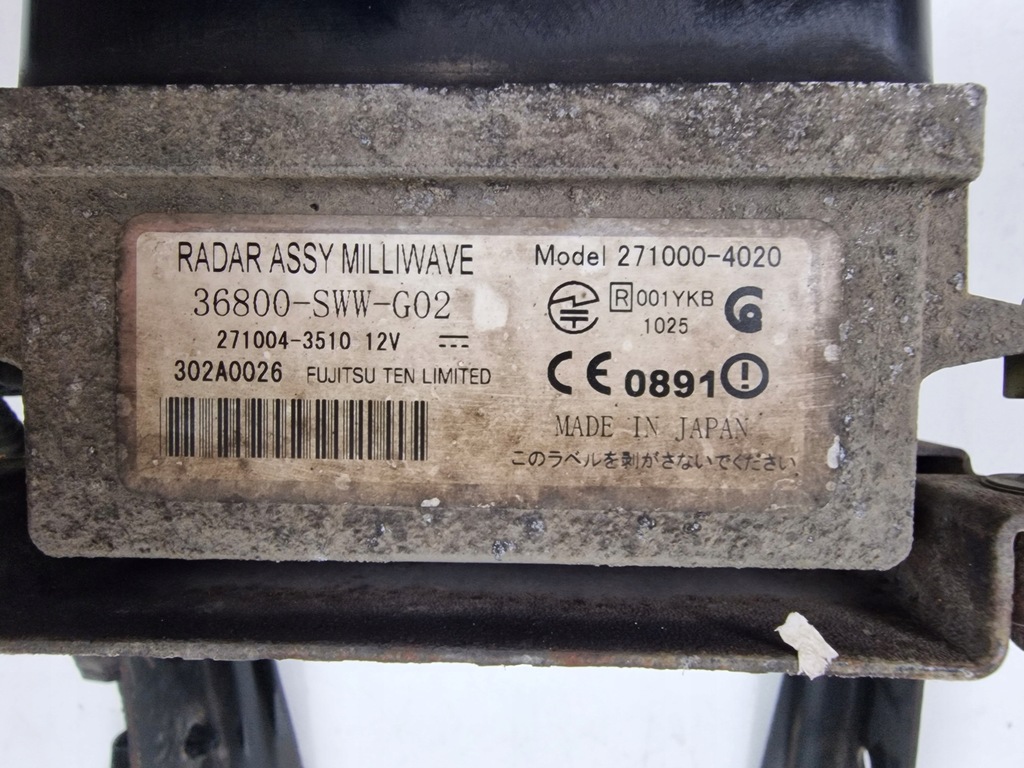 RADAR ASSY MILLIWAVE
36800-SWW-G02
271004-3510 12V
302A0026 FUJITSU TEN LIMITED
Model 271000-4020
R 001YKB
1025
CE 0891
MADE IN JAPAN
このラベルを剥がさないでください